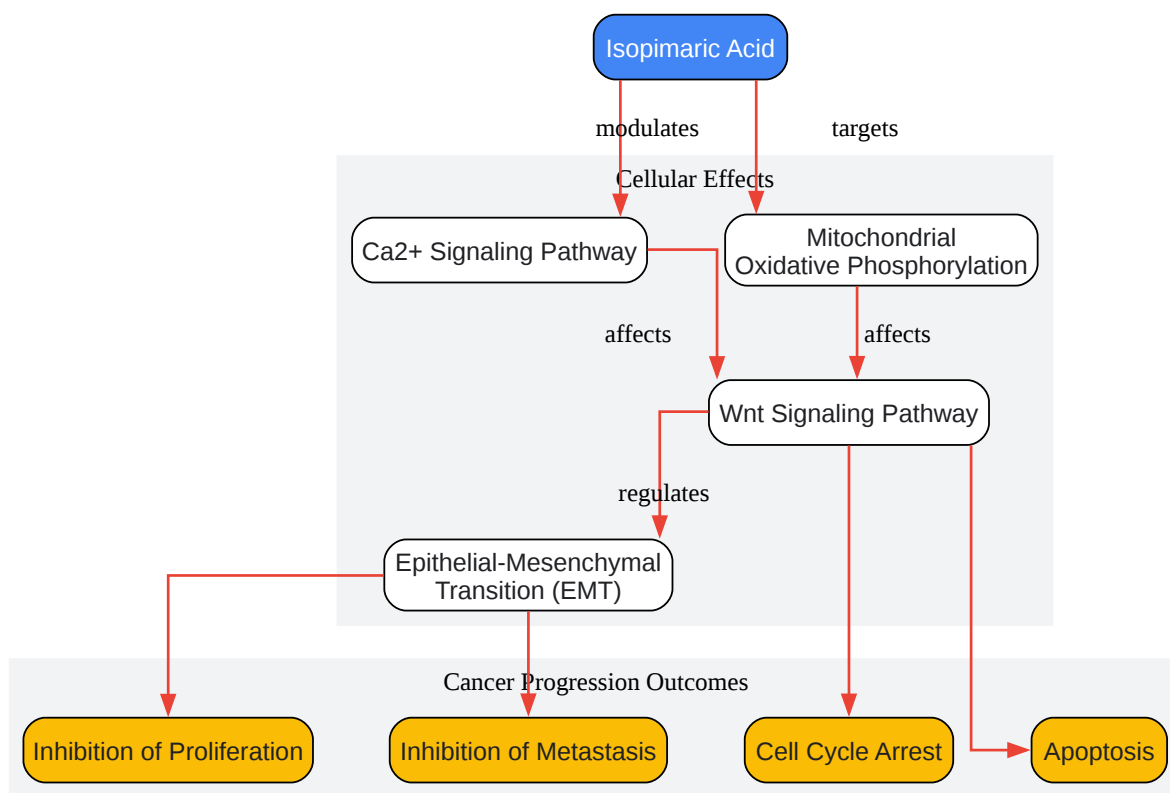 Isopimaric Acid
modulates
targets
Cellular Effects
Ca2+ Signaling Pathway
Mitochondrial
Oxidative Phosphorylation
affects
affects
Wnt Signaling Pathway
regulates
Epithelial-Mesenchymal
Transition (EMT)
Cancer Progression Outcomes
Inhibition of Proliferation
Inhibition of Metastasis
Cell Cycle Arrest
Apoptosis